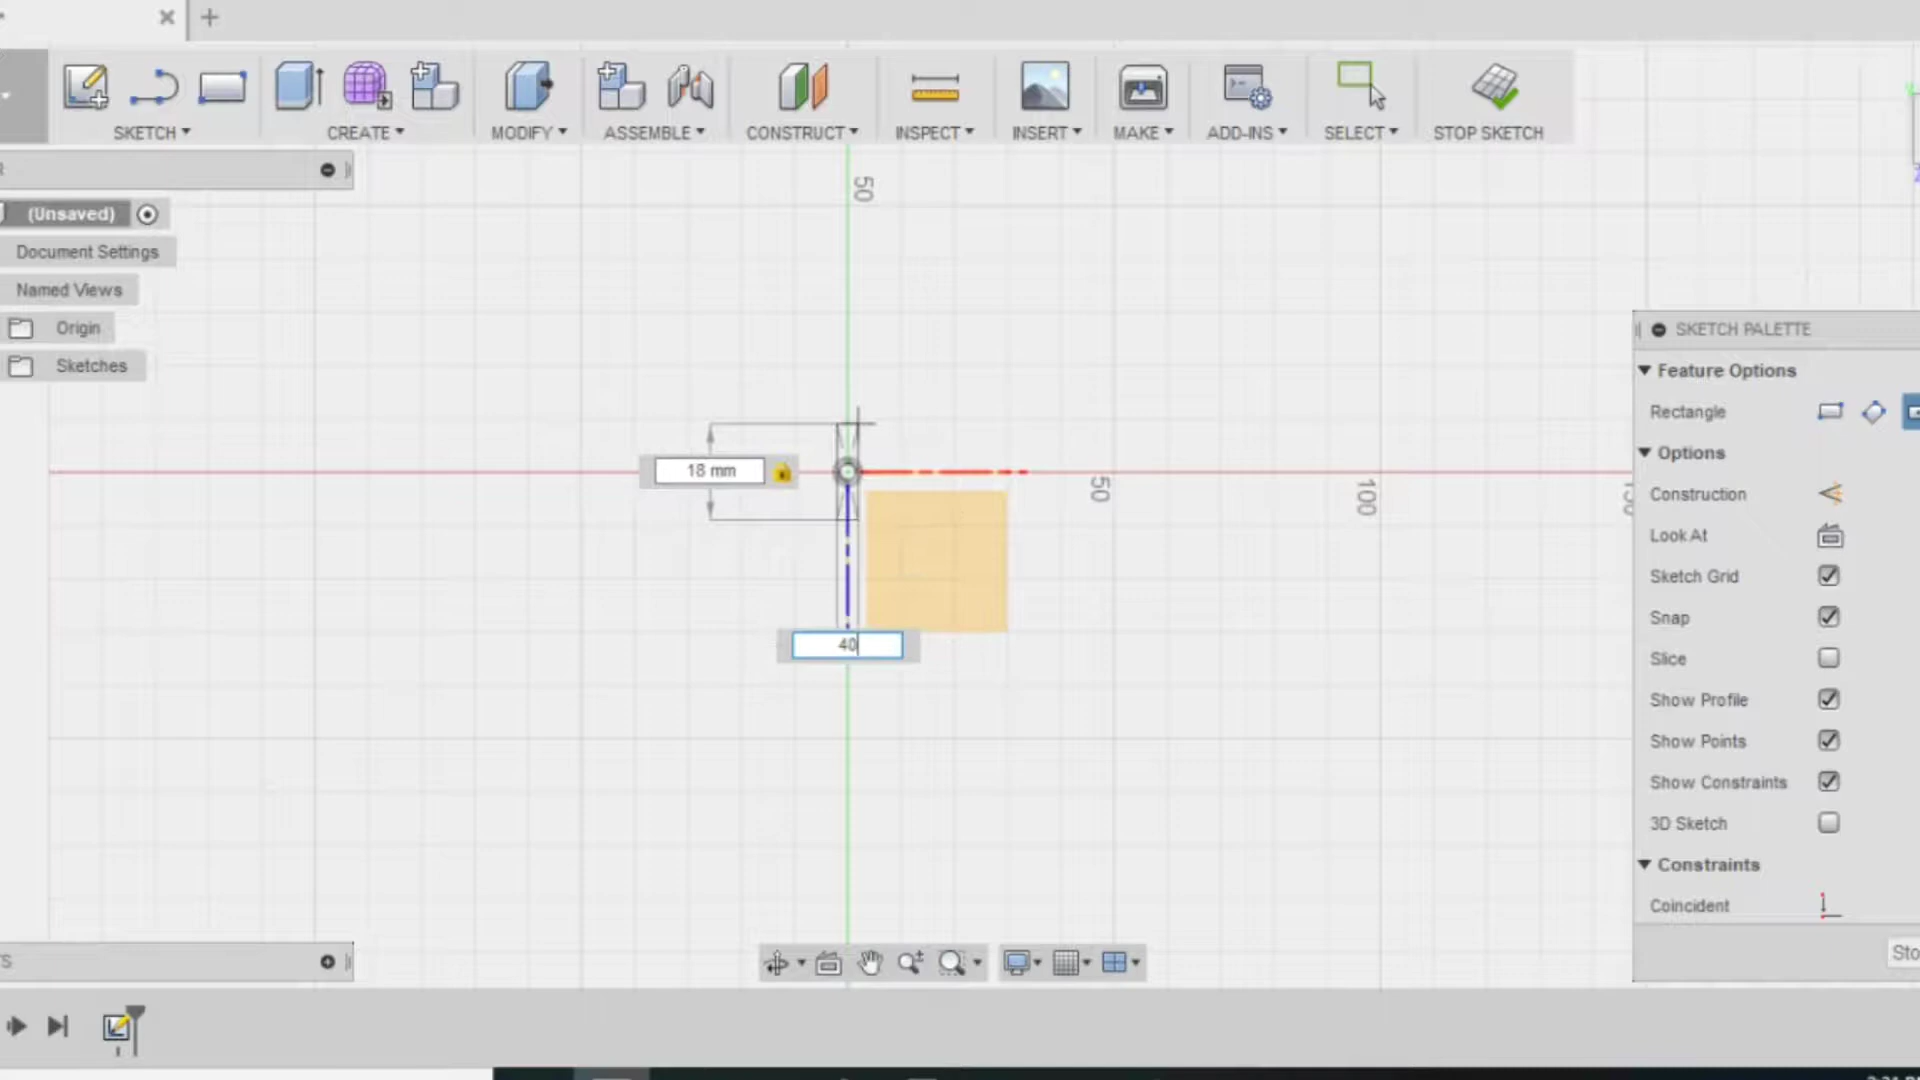 SKETCH
CREATE
MODIFY
ASSEMBLE
CONSTRUCT
INSPECT
INSERT
MAKE
ADD-INS
SELECT
STOP SKETCH
R
(Unsaved)
Document Settings
Named Views
Origin
Sketches
50
18 mm
50
100
40
SKETCH PALETTE
Feature Options
Rectangle
Options
Construction
Look At
Sketch Grid
Snap
Slice
Show Profile
Show Points
Show Constraints
3D Sketch
Constraints
Coincident
Sto
TS